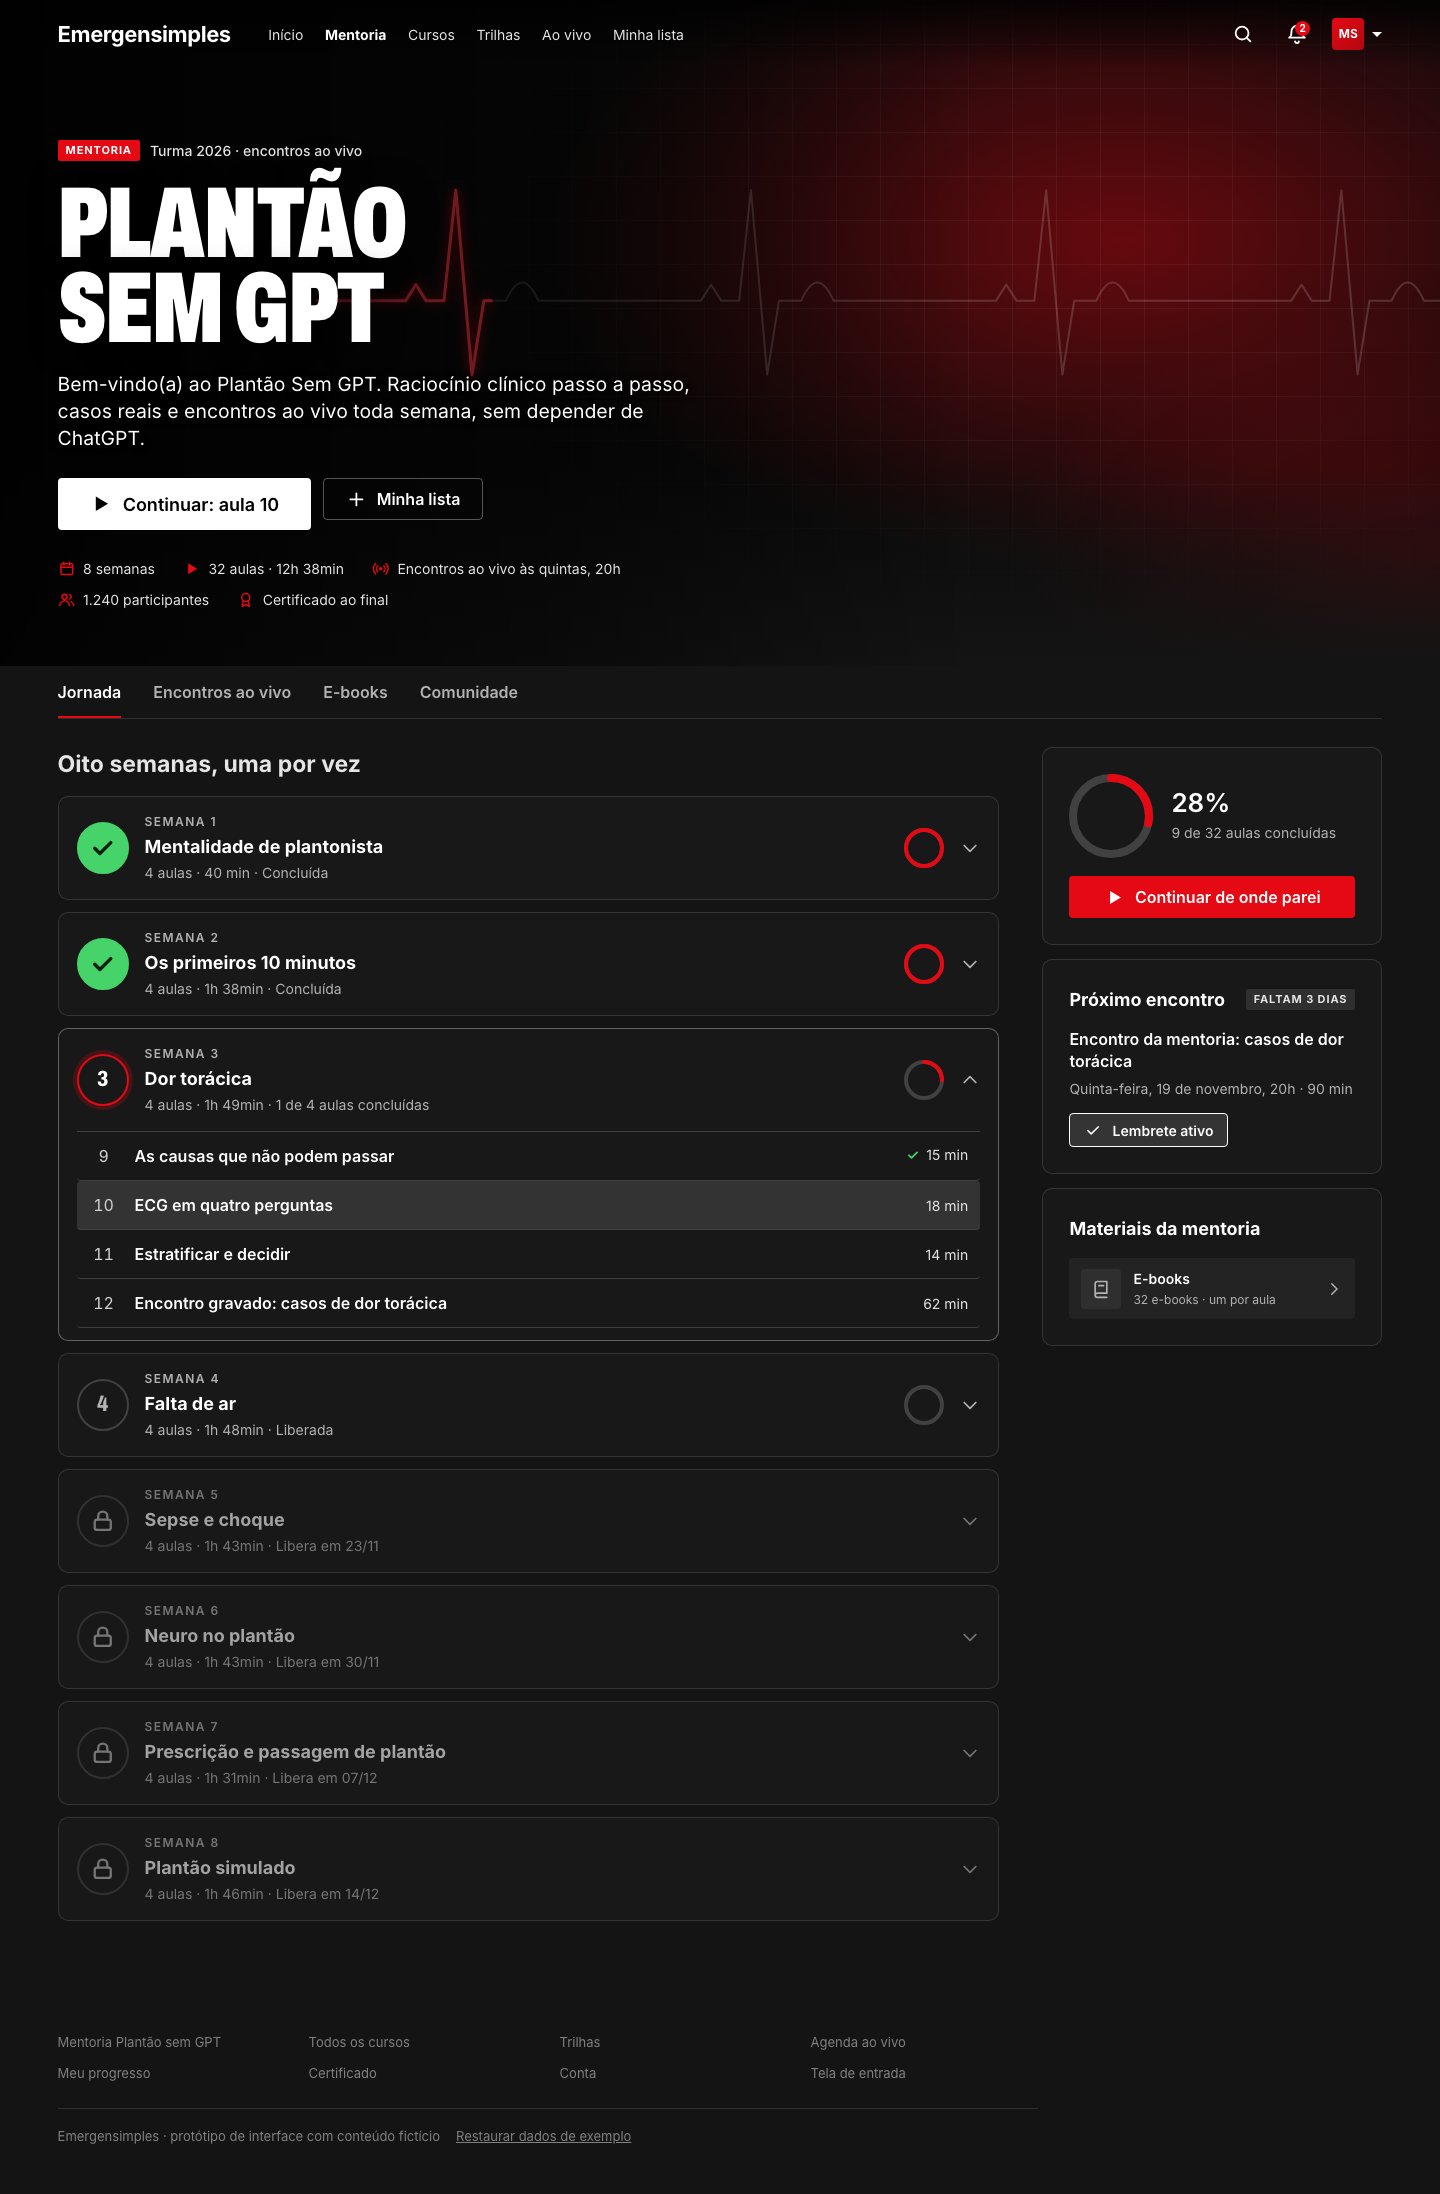 Emergensimples
Início
Mentoria
Cursos
Trilhas
Ao vivo
Minha lista
2
MS
MENTORIA
Turma 2026 · encontros ao vivo
PLANTÃO
SEM GPT
Bem-vindo(a) ao Plantão Sem GPT. Raciocínio clínico passo a passo,
casos reais e encontros ao vivo toda semana, sem depender de
ChatGPT.
Continuar: aula 10
Minha lista
8 semanas
32 aulas · 12h 38min
Encontros ao vivo às quintas, 20h
1.240 participantes
Certificado ao final
Jornada
Encontros ao vivo
E-books
Comunidade
Oito semanas, uma por vez
SEMANA 1
Mentalidade de plantonista
4 aulas · 40 min · Concluída
SEMANA 2
Os primeiros 10 minutos
4 aulas · 1h 38min · Concluída
3
SEMANA 3
Dor torácica
4 aulas · 1h 49min · 1 de 4 aulas concluídas
9
As causas que não podem passar
15 min
10
ECG em quatro perguntas
18 min
11
Estratificar e decidir
14 min
12
Encontro gravado: casos de dor torácica
62 min
4
SEMANA 4
Falta de ar
4 aulas · 1h 48min · Liberada
SEMANA 5
Sepse e choque
4 aulas · 1h 43min · Libera em 23/11
SEMANA 6
Neuro no plantão
4 aulas · 1h 43min · Libera em 30/11
SEMANA 7
Prescrição e passagem de plantão
4 aulas · 1h 31min · Libera em 07/12
SEMANA 8
Plantão simulado
4 aulas · 1h 46min · Libera em 14/12
28%
9 de 32 aulas concluídas
Continuar de onde parei
Próximo encontro
FALTAM 3 DIAS
Encontro da mentoria: casos de dor
torácica
Quinta-feira, 19 de novembro, 20h · 90 min
Lembrete ativo
Materiais da mentoria
E-books
32 e-books · um por aula
Mentoria Plantão sem GPT
Todos os cursos
Trilhas
Agenda ao vivo
Meu progresso
Certificado
Conta
Tela de entrada
Emergensimples · protótipo de interface com conteúdo fictício
Restaurar dados de exemplo